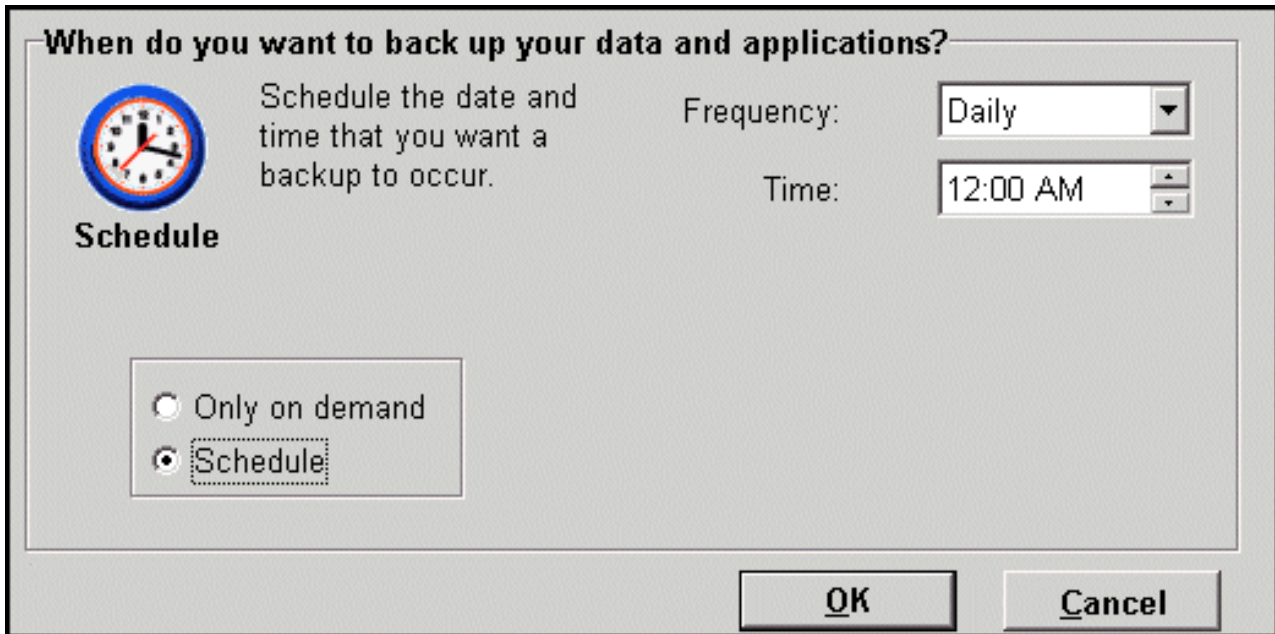 When do you want to back up your data and applications?
Schedule the date and
time that you want a
backup to occur.
Schedule
Frequency:
Daily
Time:
12:00 AM
Only on demand
Schedule
OK
Cancel